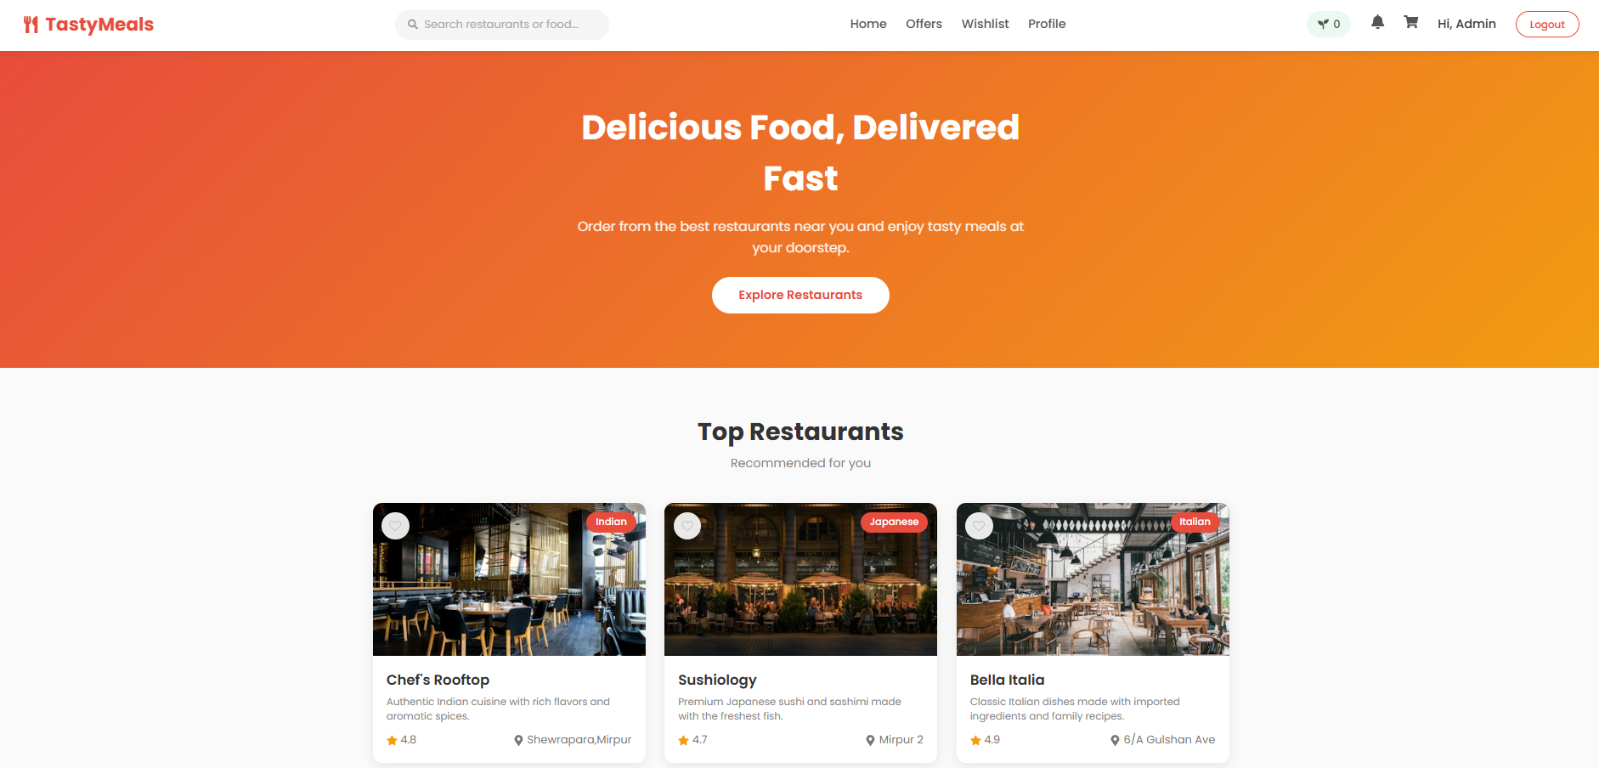 TastyMeals
Search restaurants or food...
Home Offers Wishlist Profile
0
Hi, Admin
Logout
Delicious Food, Delivered
Fast
Order from the best restaurants near you and enjoy tasty meals at
your doorstep.
Explore Restaurants
Top Restaurants
Recommended for you
Indian
Chef's Rooftop
Authentic Indian cuisine with rich flavors and
aromatic spices.
4.8 Shewrapara,Mirpur
Japanese
Sushiology
Premium Japanese sushi and sashimi made
with the freshest fish.
4.7 Mirpur 2
Italian
Bella Italia
Classic Italian dishes made with imported
ingredients and family recipes.
4.9 6/A Gulshan Ave